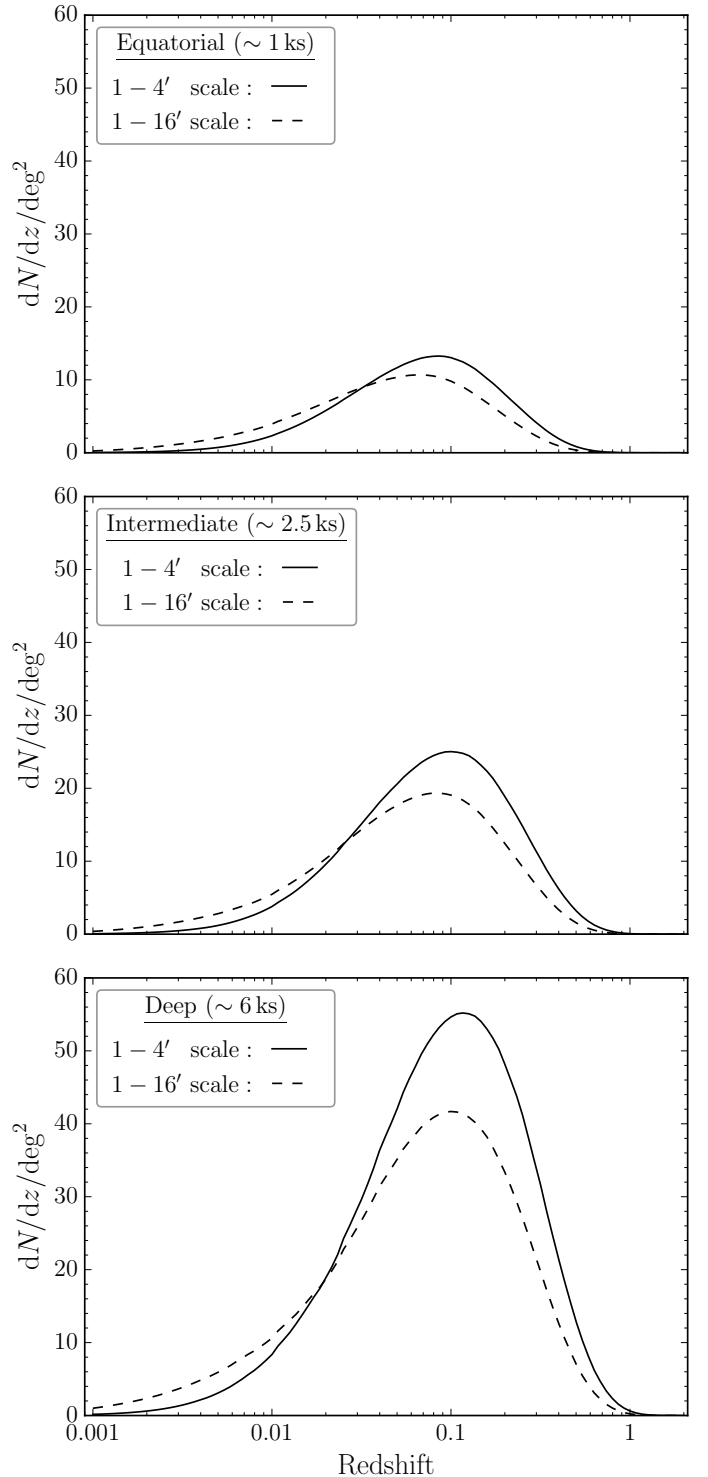 60
50
40
30
20
10
0
dN/dz/deg²
Equatorial (∼ 1 ks)
1 − 4′ scale :
1 − 16′ scale :
60
50
40
30
20
10
0
dN/dz/deg²
Intermediate (∼ 2.5 ks)
1 − 4′ scale :
1 − 16′ scale :
60
50
40
30
20
10
0
dN/dz/deg²
Deep (∼ 6 ks)
1 − 4′ scale :
1 − 16′ scale :
0.001 0.01 0.1 1
Redshift